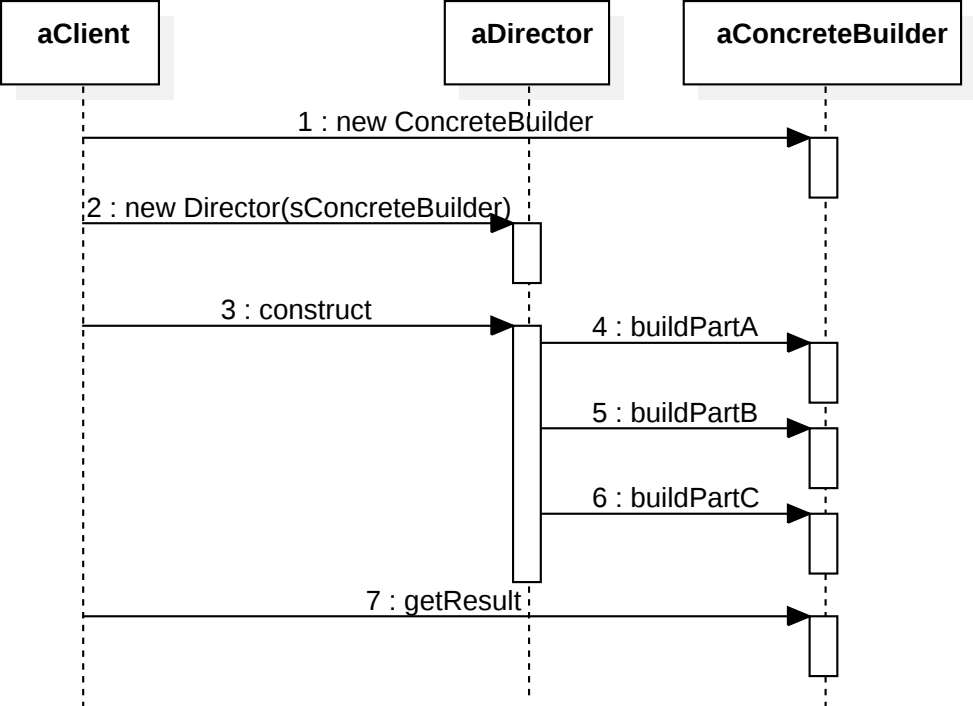 aClient
aDirector
aConcreteBuilder
1 : new ConcreteBuilder
2 : new Director(sConcreteBuilder)
3 : construct
4 : buildPartA
5 : buildPartB
6 : buildPartC
7 : getResult